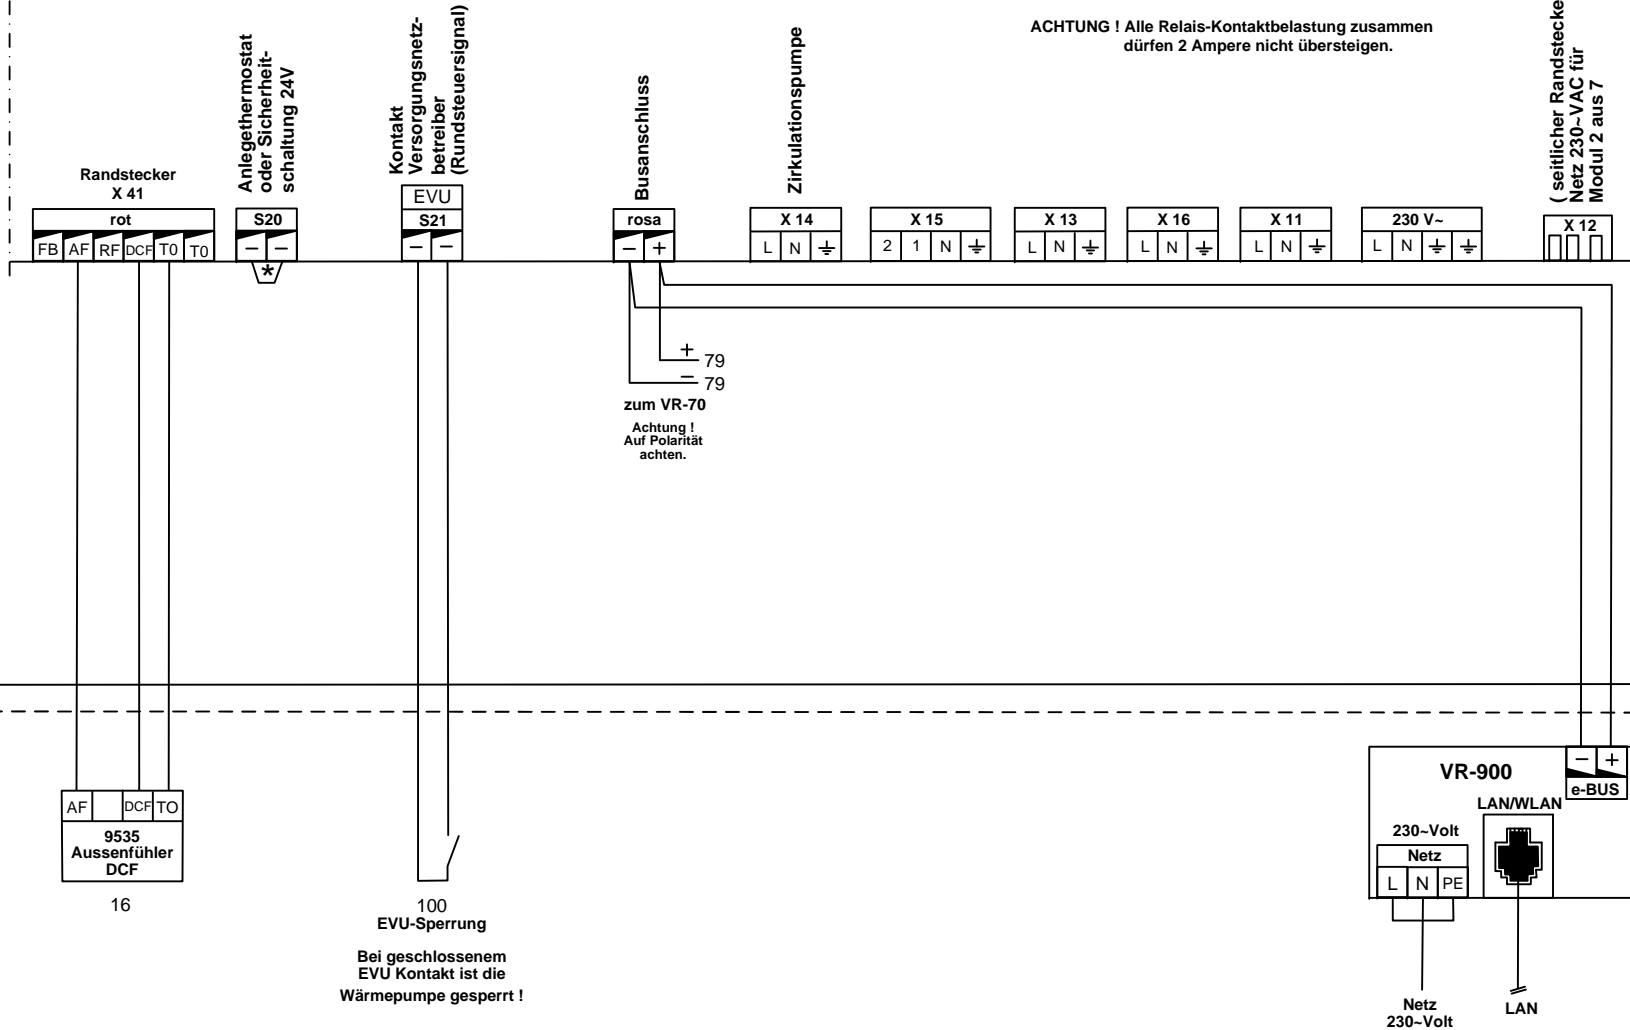 ACHTUNG ! Alle Relais-Kontaktbelastung zusammen
dürfen 2 Ampere nicht übersteigen.
Randstecker
X 41
rot
FB AF RF DCF T0 T0
Anlegethermostat
oder Sicherheit-
schaltung 24V
S20
– –
*
Kontakt
Versorgungsnetz-
betreiber
(Rundsteuersignal)
EVU
S21
– –
Busanschluss
rosa
– +
Zirkulationspumpe
X 14
L N
X 15
2 1 N
X 13
L N
X 16
L N
X 11
L N
230 V~
L N
( seitlicher Randstecke
Netz 230~VAC für
Modul 2 aus 7
X 12
+ 79
– 79
zum VR-70
Achtung !
Auf Polarität
achten.
AF DCF TO
9535
Aussenfühler
DCF
16
100
EVU-Sperrung
Bei geschlossenem
EVU Kontakt ist die
Wärmepumpe gesperrt !
VR-900
– +
e-BUS
LAN/WLAN
230~Volt
Netz
L N PE
Netz
230~Volt
LAN